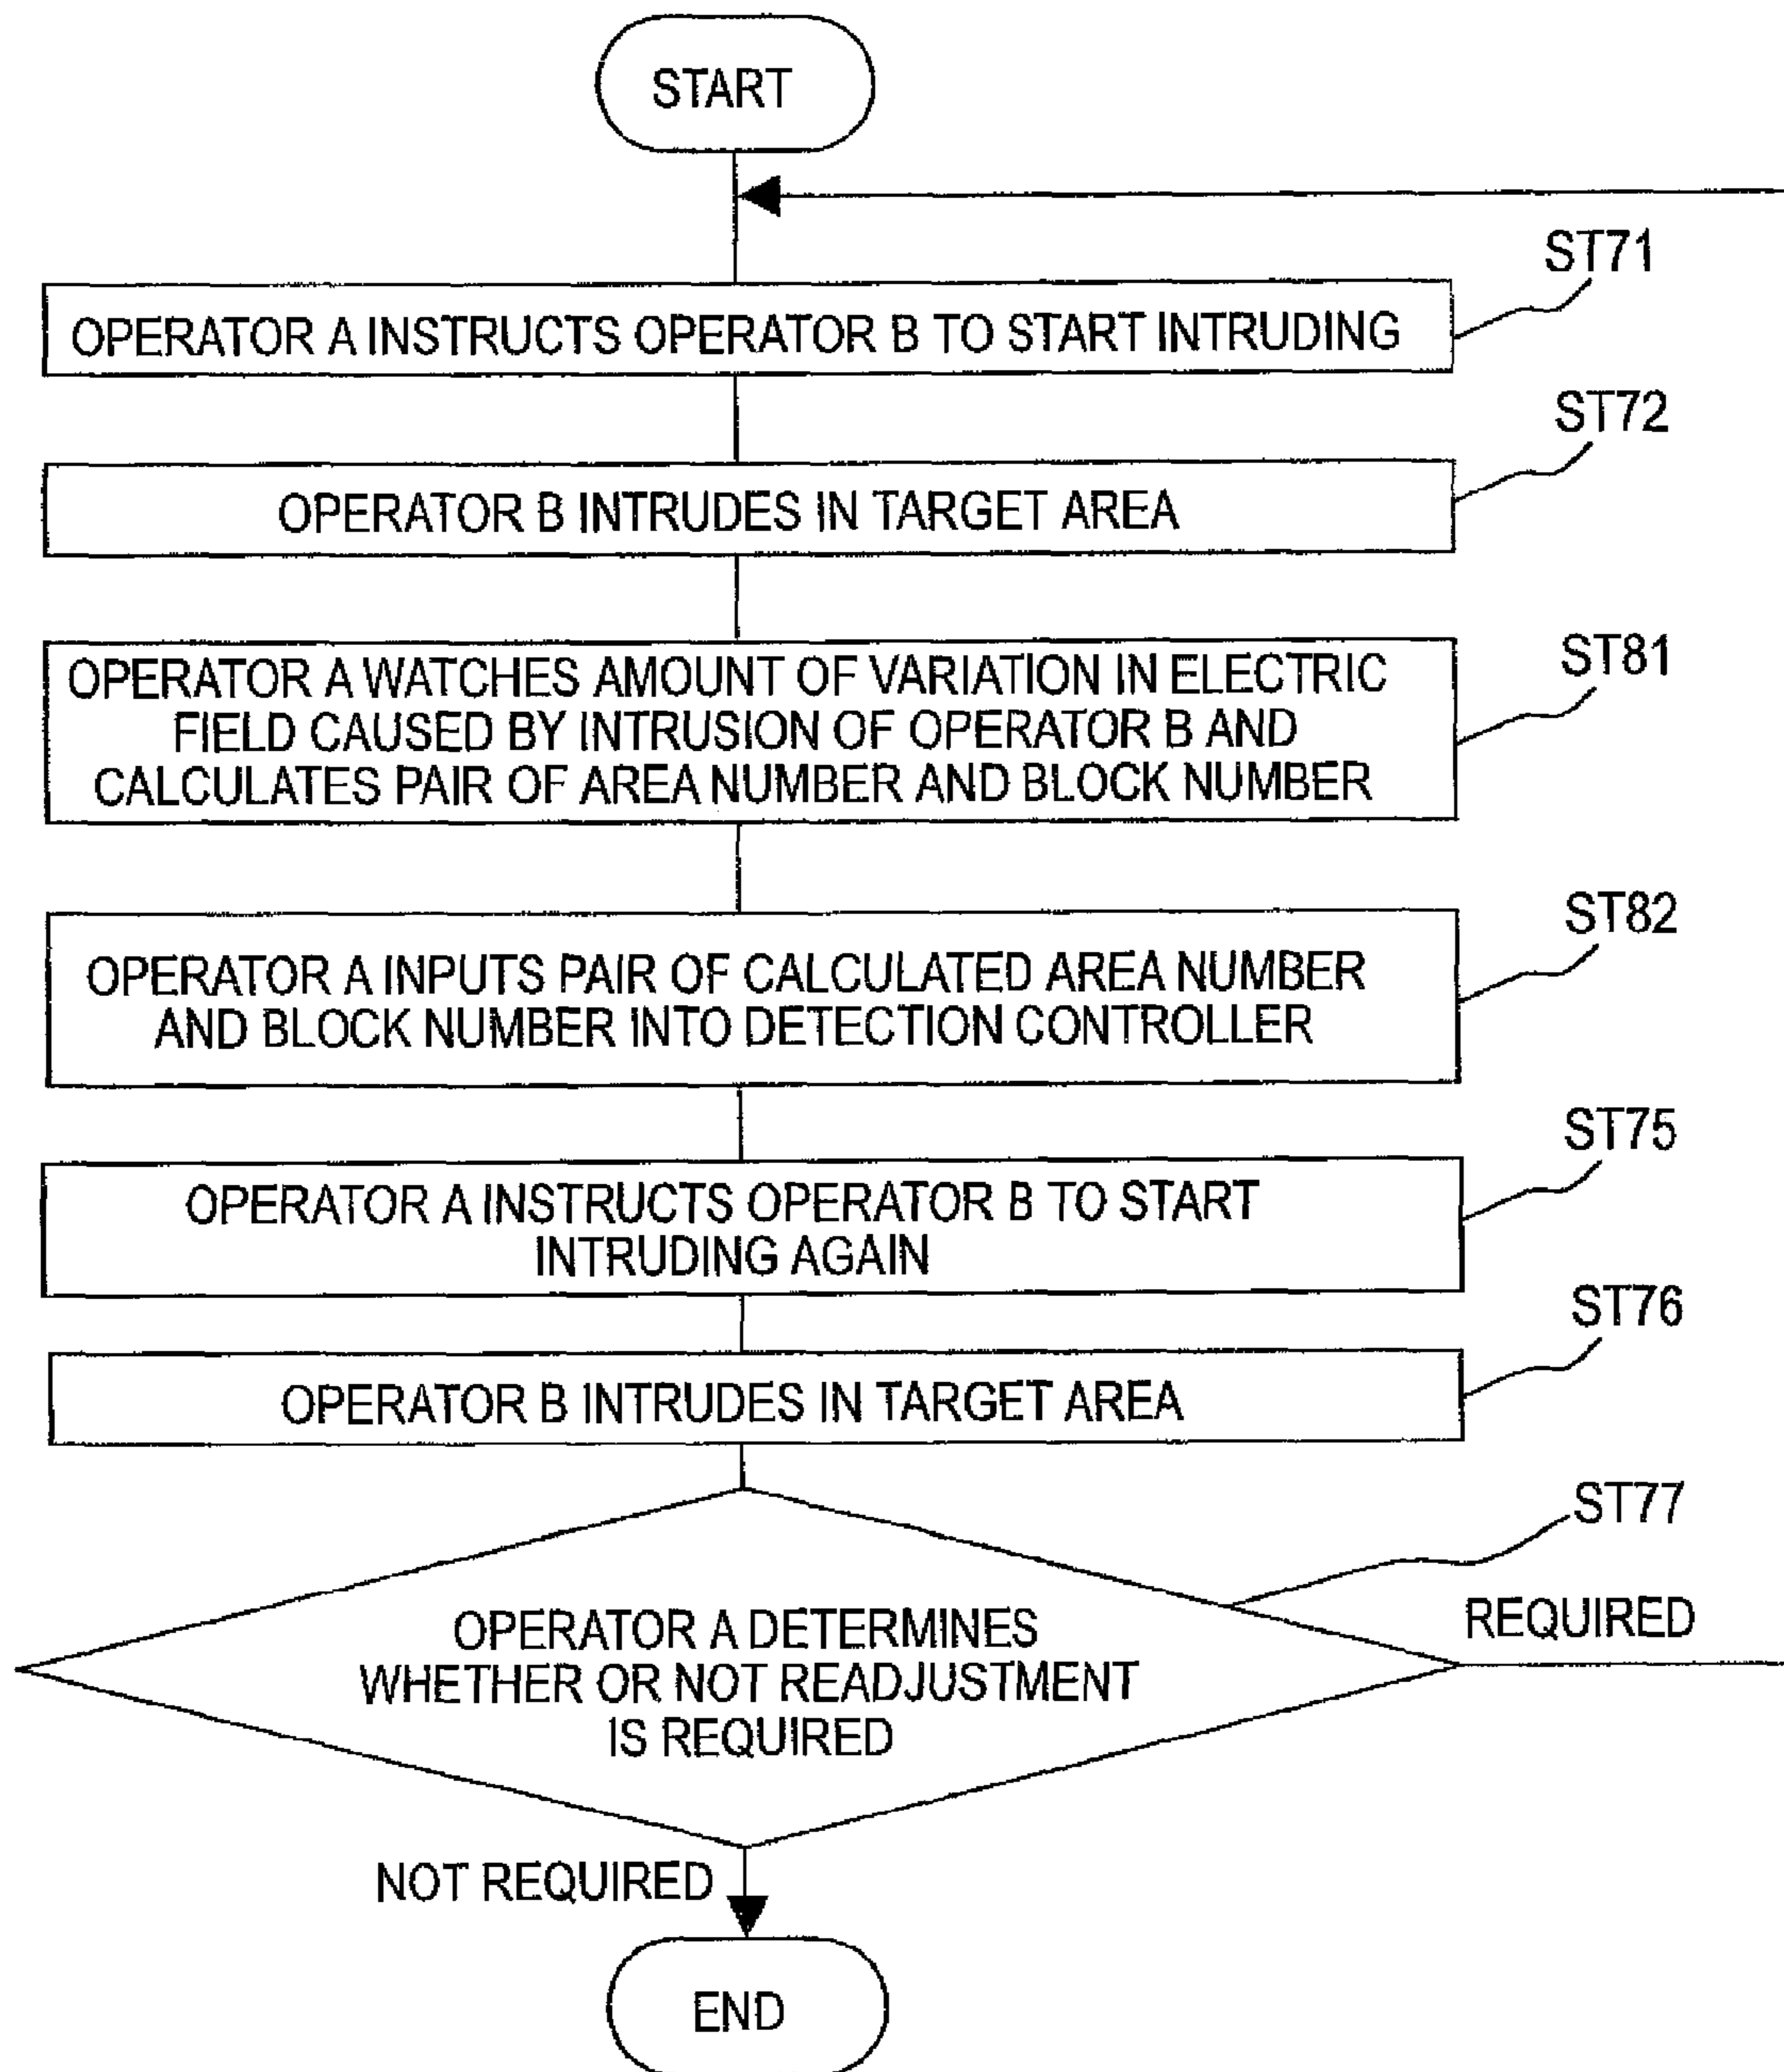 START
ST71
OPERATOR A INSTRUCTS OPERATOR B TO START INTRUDING
ST72
OPERATOR B INTRUDES IN TARGET AREA
ST81
OPERATOR A WATCHES AMOUNT OF VARIATION IN ELECTRIC
FIELD CAUSED BY INTRUSION OF OPERATOR B AND
CALCULATES PAIR OF AREA NUMBER AND BLOCK NUMBER
ST82
OPERATOR A INPUTS PAIR OF CALCULATED AREA NUMBER
AND BLOCK NUMBER INTO DETECTION CONTROLLER
ST75
OPERATOR A INSTRUCTS OPERATOR B TO START
INTRUDING AGAIN
ST76
OPERATOR B INTRUDES IN TARGET AREA
ST77
OPERATOR A DETERMINES
WHETHER OR NOT READJUSTMENT
IS REQUIRED
REQUIRED
NOT REQUIRED
END